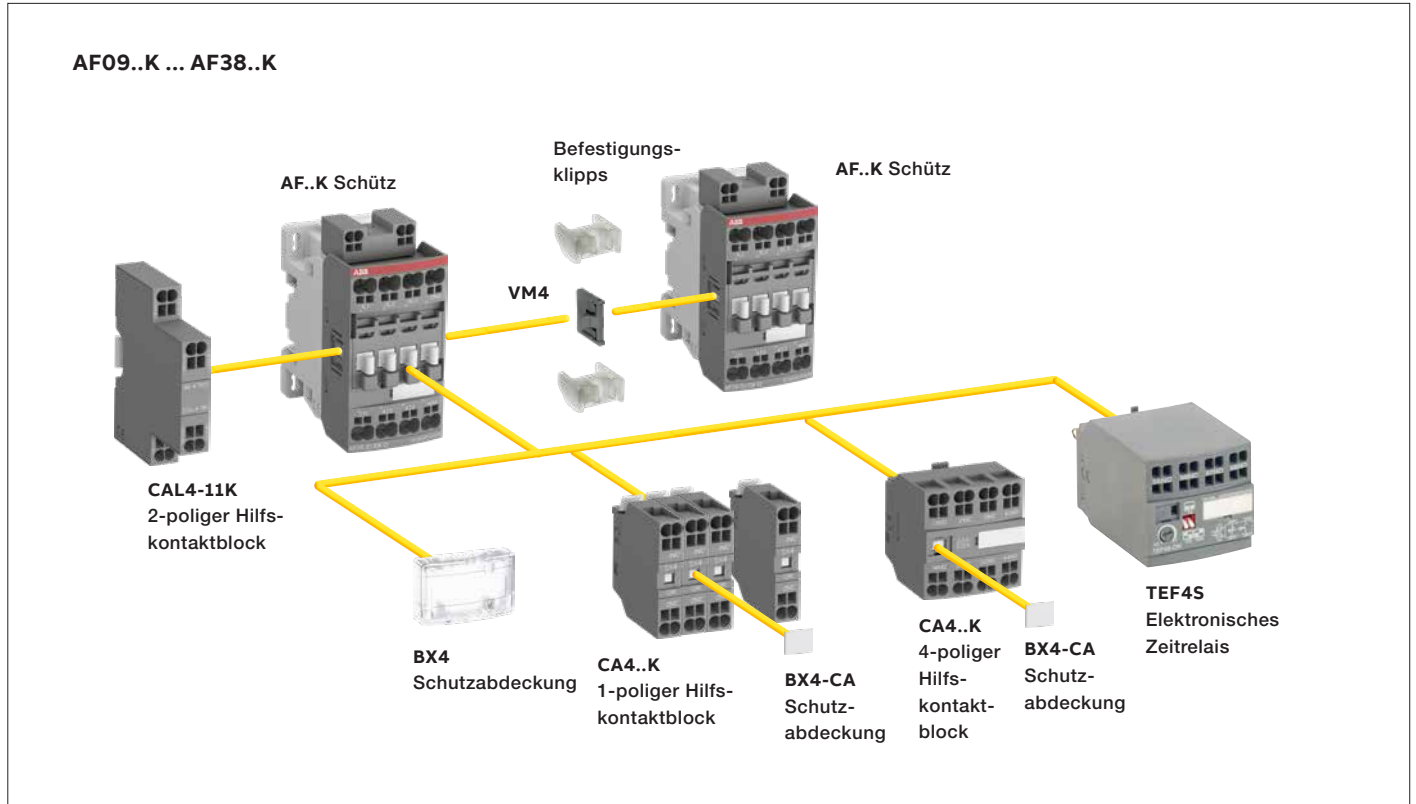 AF09..K ... AF38..K
Befestigungs-
klipps
AF..K Schütz
AF..K Schütz
ABB
ABB
VM4
CAL4-11K
2-poliger Hilfs-
kontaktblock
BX4
Schutzabdeckung
CA4..K
1-poliger Hilfs-
kontaktblock
BX4-CA
Schutz-
abdeckung
CA4..K
4-poliger
Hilfs-
kontakt-
block
BX4-CA
Schutz-
abdeckung
TEF4S
Elektronisches
Zeitrelais